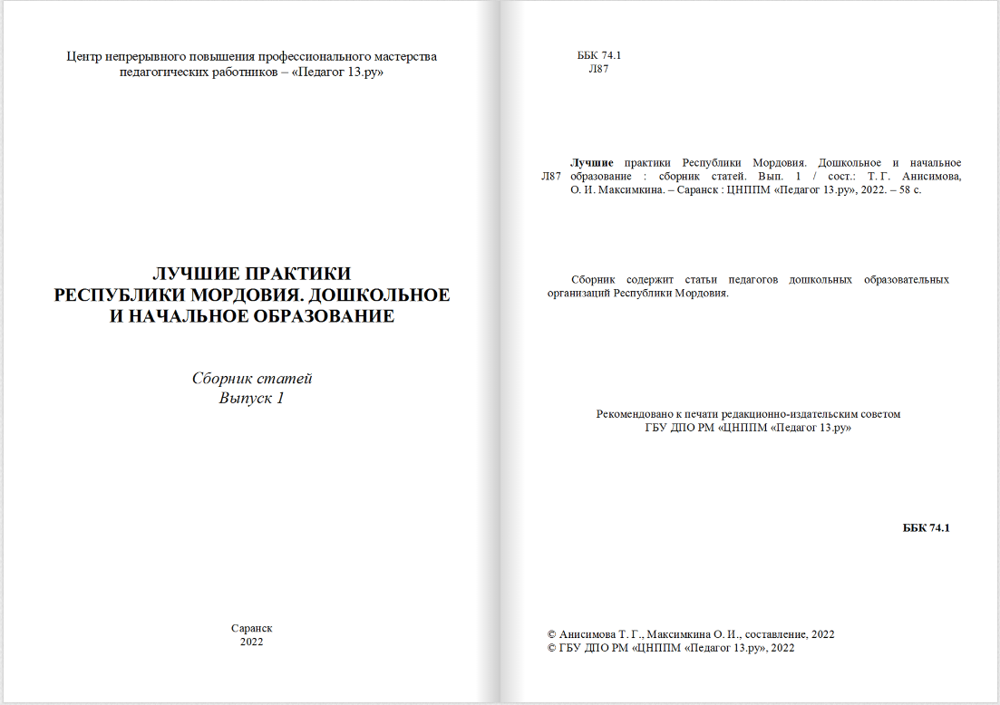 Центр непрерывного повышения профессионального мастерства
педагогических работников – «Педагог 13.ру»
ЛУЧШИЕ ПРАКТИКИ
РЕСПУБЛИКИ МОРДОВИЯ. ДОШКОЛЬНОЕ
И НАЧАЛЬНОЕ ОБРАЗОВАНИЕ
Сборник статей
Выпуск 1
Саранск
2022
ББК 74.1
Л87
Лучшие практики Республики Мордовия. Дошкольное и начальное
Л87 образование : сборник статей. Вып. 1 / сост.: Т. Г. Анисимова,
О. И. Максимкина. – Саранск : ЦНППМ «Педагог 13.ру», 2022. – 58 с.
Сборник содержит статьи педагогов дошкольных образовательных
организаций Республики Мордовия.
Рекомендовано к печати редакционно-издательским советом
ГБУ ДПО РМ «ЦНППМ «Педагог 13.ру»
ББК 74.1
© Анисимова Т. Г., Максимкина О. И., составление, 2022
© ГБУ ДПО РМ «ЦНППМ «Педагог 13.ру», 2022